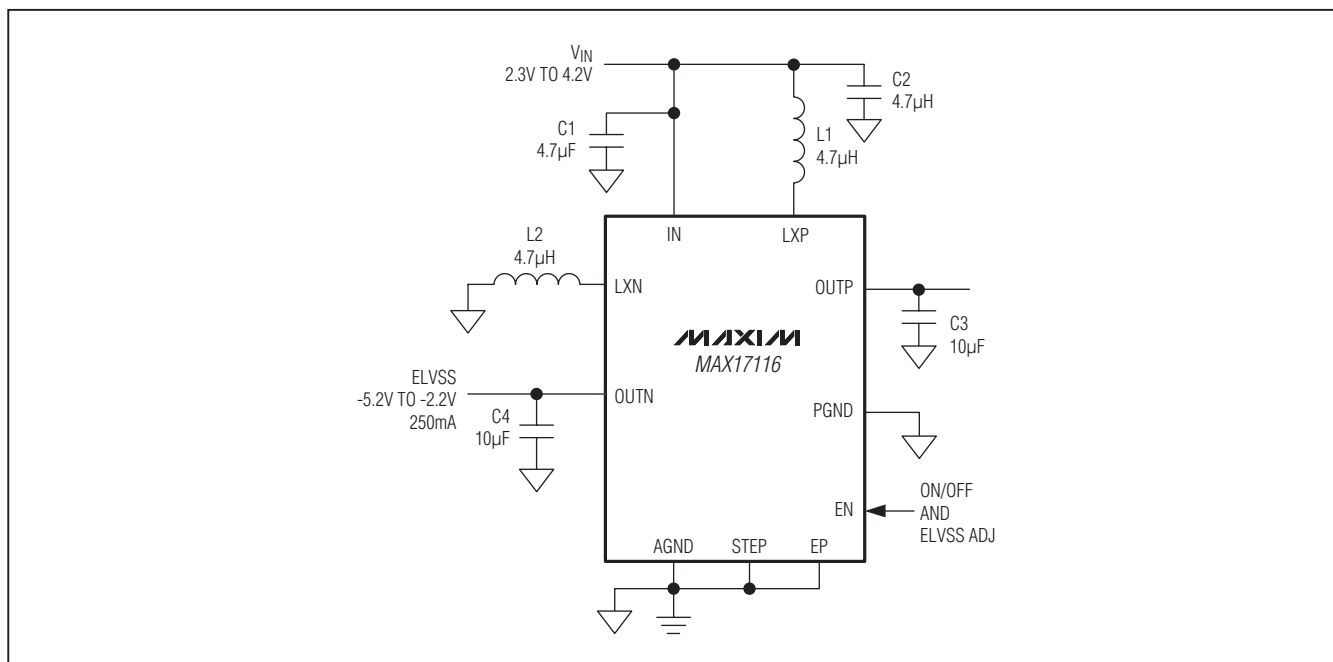 VIN
2.3V TO 4.2V
C2
4.7µH
C1
4.7µF
L1
4.7µH
IN
LXP
L2
4.7µH
LXN
OUTP
C3
10µF
MAXIM
MAX17116
ELVSS
-5.2V TO -2.2V
250mA
OUTN
C4
10µF
PGND
EN
ON/OFF
AND
ELVSS ADJ
AGND
STEP
EP